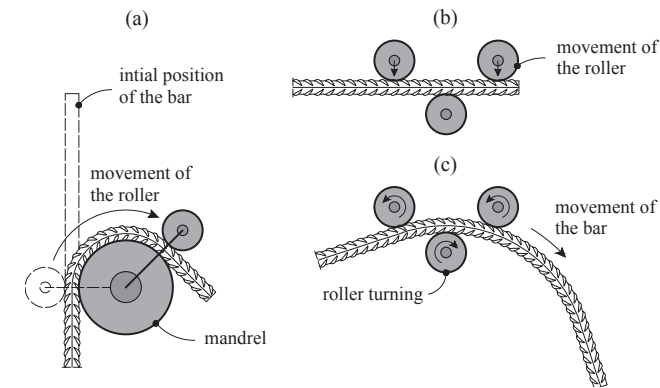 (a)
intial position
of the bar
movement of
the roller
mandrel
(b)
movement of
the roller
(c)
movement of
the bar
roller turning